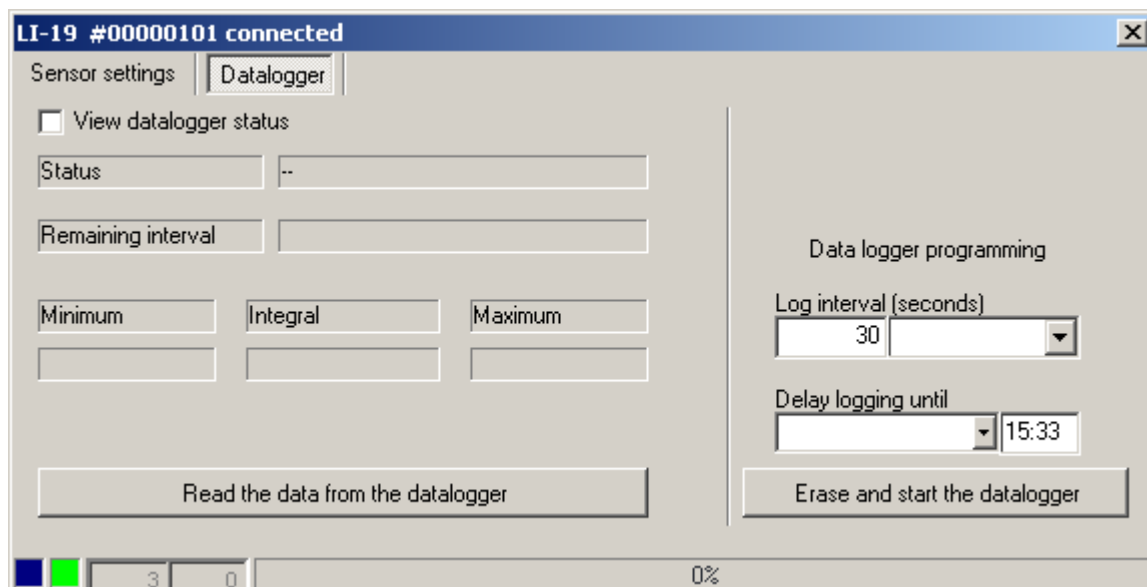 LI-19 #00000101 connected
Sensor settings Datalogger
View datalogger status
Status --
Remaining interval
Minimum Integral Maximum
Read the data from the datalogger
Data logger programming
Log interval (seconds)
30
Delay logging until
15:33
Erase and start the datalogger
3 0 0%